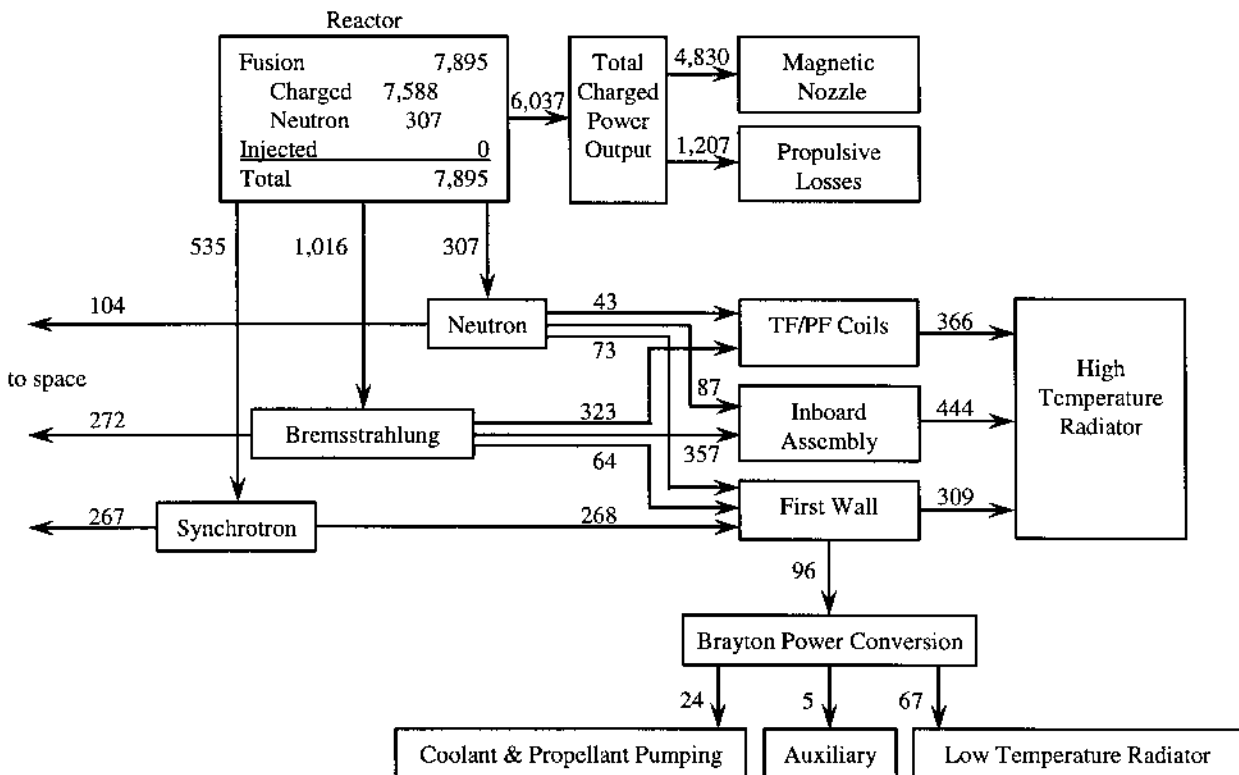 Reactor
Fusion 7,895
Charged 7,588
Neutron 307
Injected 0
Total 7,895
6,037
Total
Charged
Power
Output
4,830
1,207
Magnetic
Nozzle
Propulsive
Losses
535
1,016
307
104
Neutron
43
73
87
TF/PF Coils
366
to space
272
Bremsstrahlung
323
357
64
Inboard
Assembly
444
High
Temperature
Radiator
267
Synchrotron
268
First Wall
309
96
Brayton Power Conversion
24
5
67
Coolant & Propellant Pumping
Auxiliary
Low Temperature Radiator